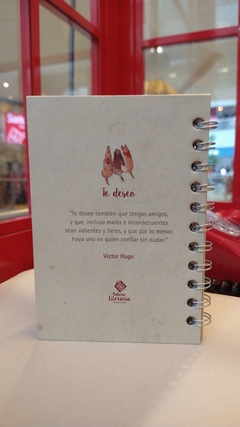 Te deseo
"Te deseo también que tengas amigos,
y que, incluso malos e inconsecuentes
sean valientes y fieles, y que por lo menos
haya uno en quien confiar sin dudar."
Victor Hugo
literaria